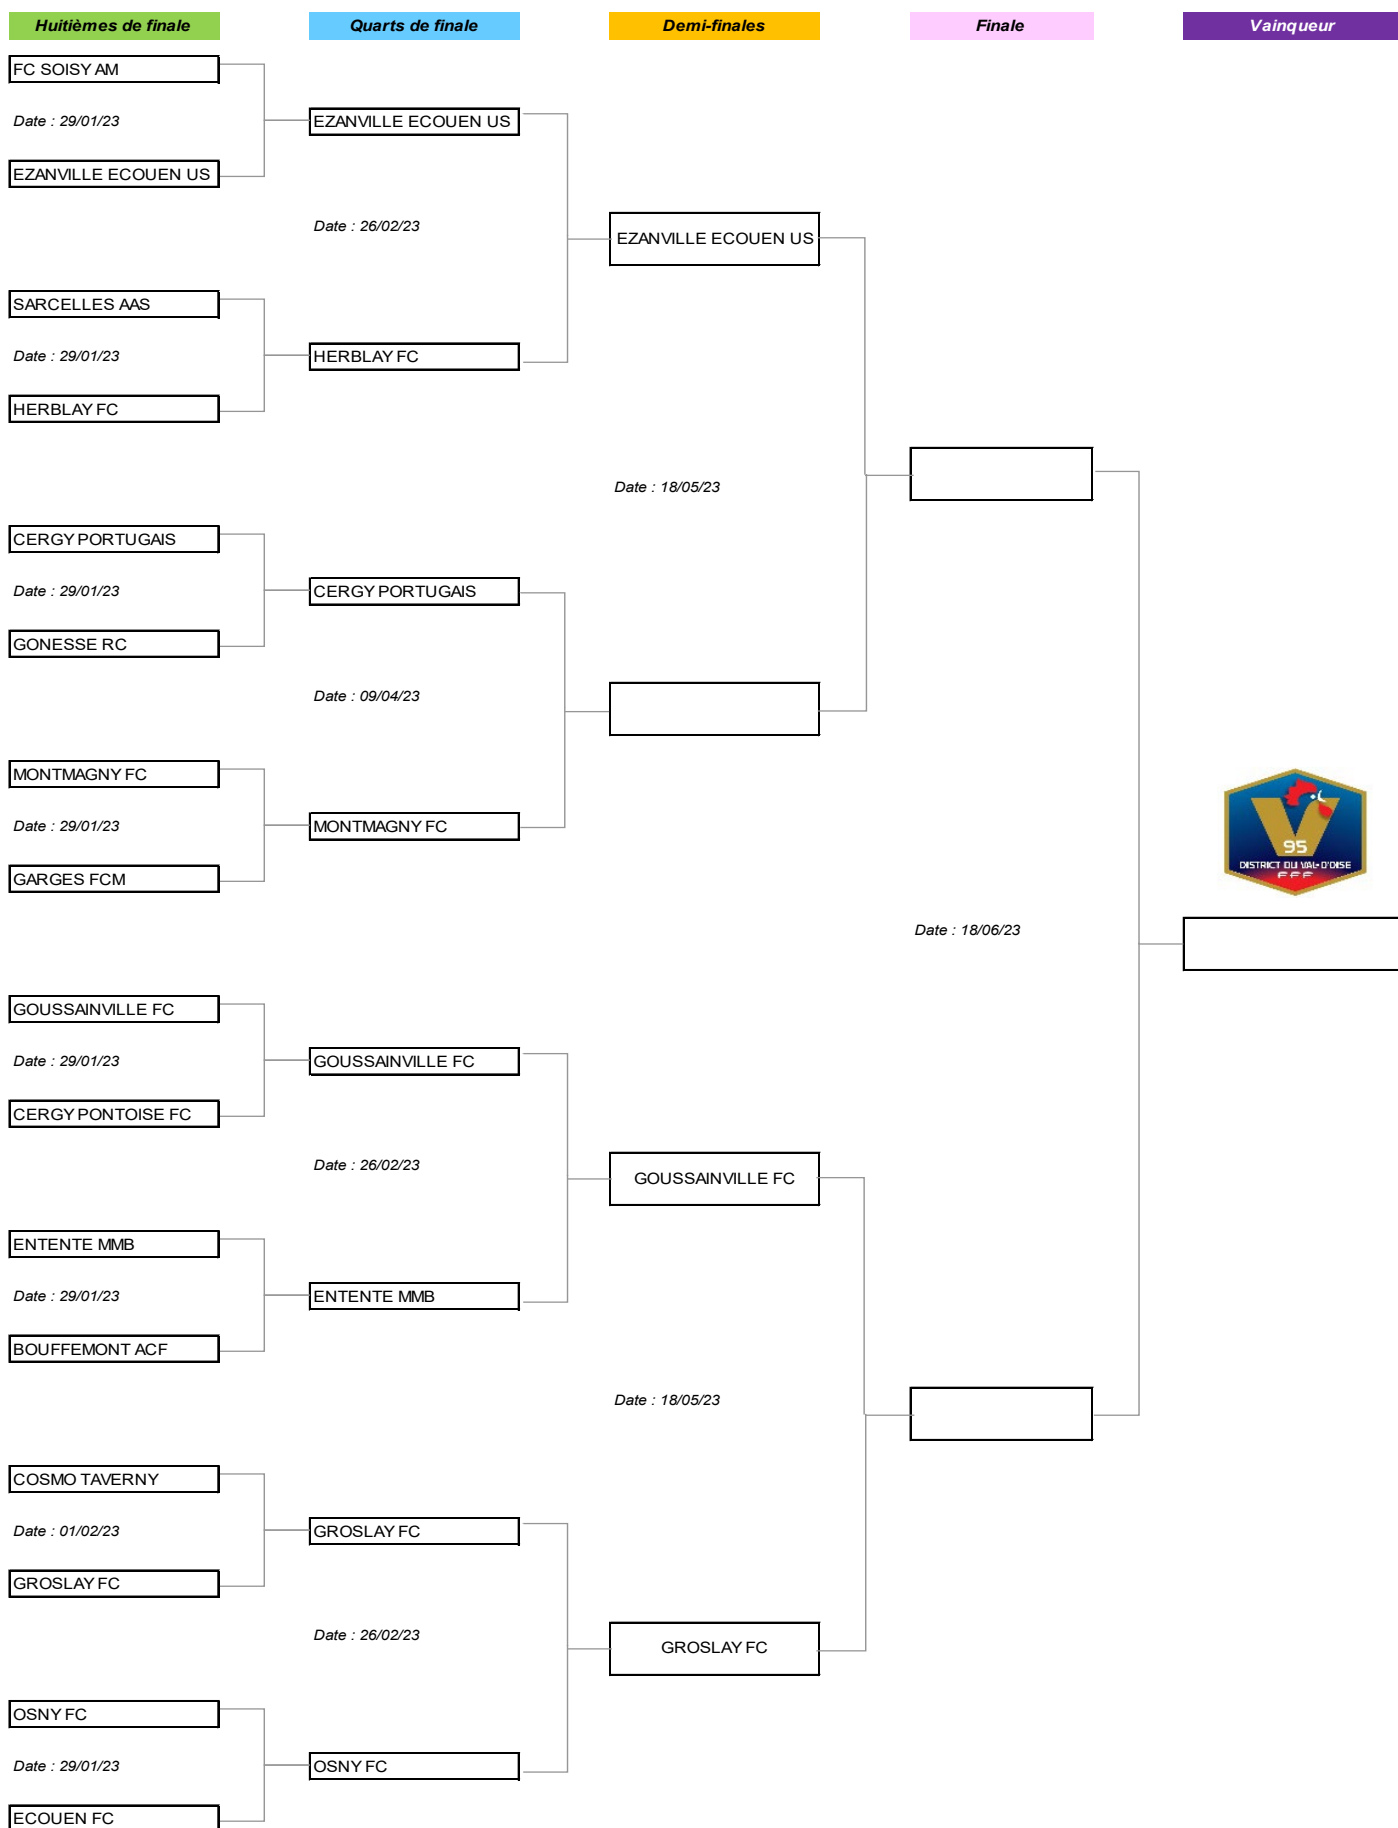 Huitièmes de finale
Quarts de finale
Demi-finales
Finale
Vainqueur
FC SOISY AM
Date : 29/01/23
EZANVILLE ECOUEN US
EZANVILLE ECOUEN US
Date : 26/02/23
EZANVILLE ECOUEN US
SARCELLES AAS
Date : 29/01/23
HERBLAY FC
HERBLAY FC
Date : 18/05/23
CERGY PORTUGAIS
Date : 29/01/23
CERGY PORTUGAIS
GONESSE RC
Date : 09/04/23
MONTMAGNY FC
Date : 29/01/23
MONTMAGNY FC
GARGES FCM
95
DISTRICT DU VAL-D'OISE
FFF
Date : 18/06/23
GOUSSAINVILLE FC
Date : 29/01/23
GOUSSAINVILLE FC
CERGY PONTOISE FC
Date : 26/02/23
GOUSSAINVILLE FC
ENTENTE MMB
Date : 29/01/23
ENTENTE MMB
BOUFFEMONT ACF
Date : 18/05/23
COSMO TAVERNY
Date : 01/02/23
GROSLAY FC
GROSLAY FC
Date : 26/02/23
GROSLAY FC
OSNY FC
Date : 29/01/23
OSNY FC
ECOUEN FC